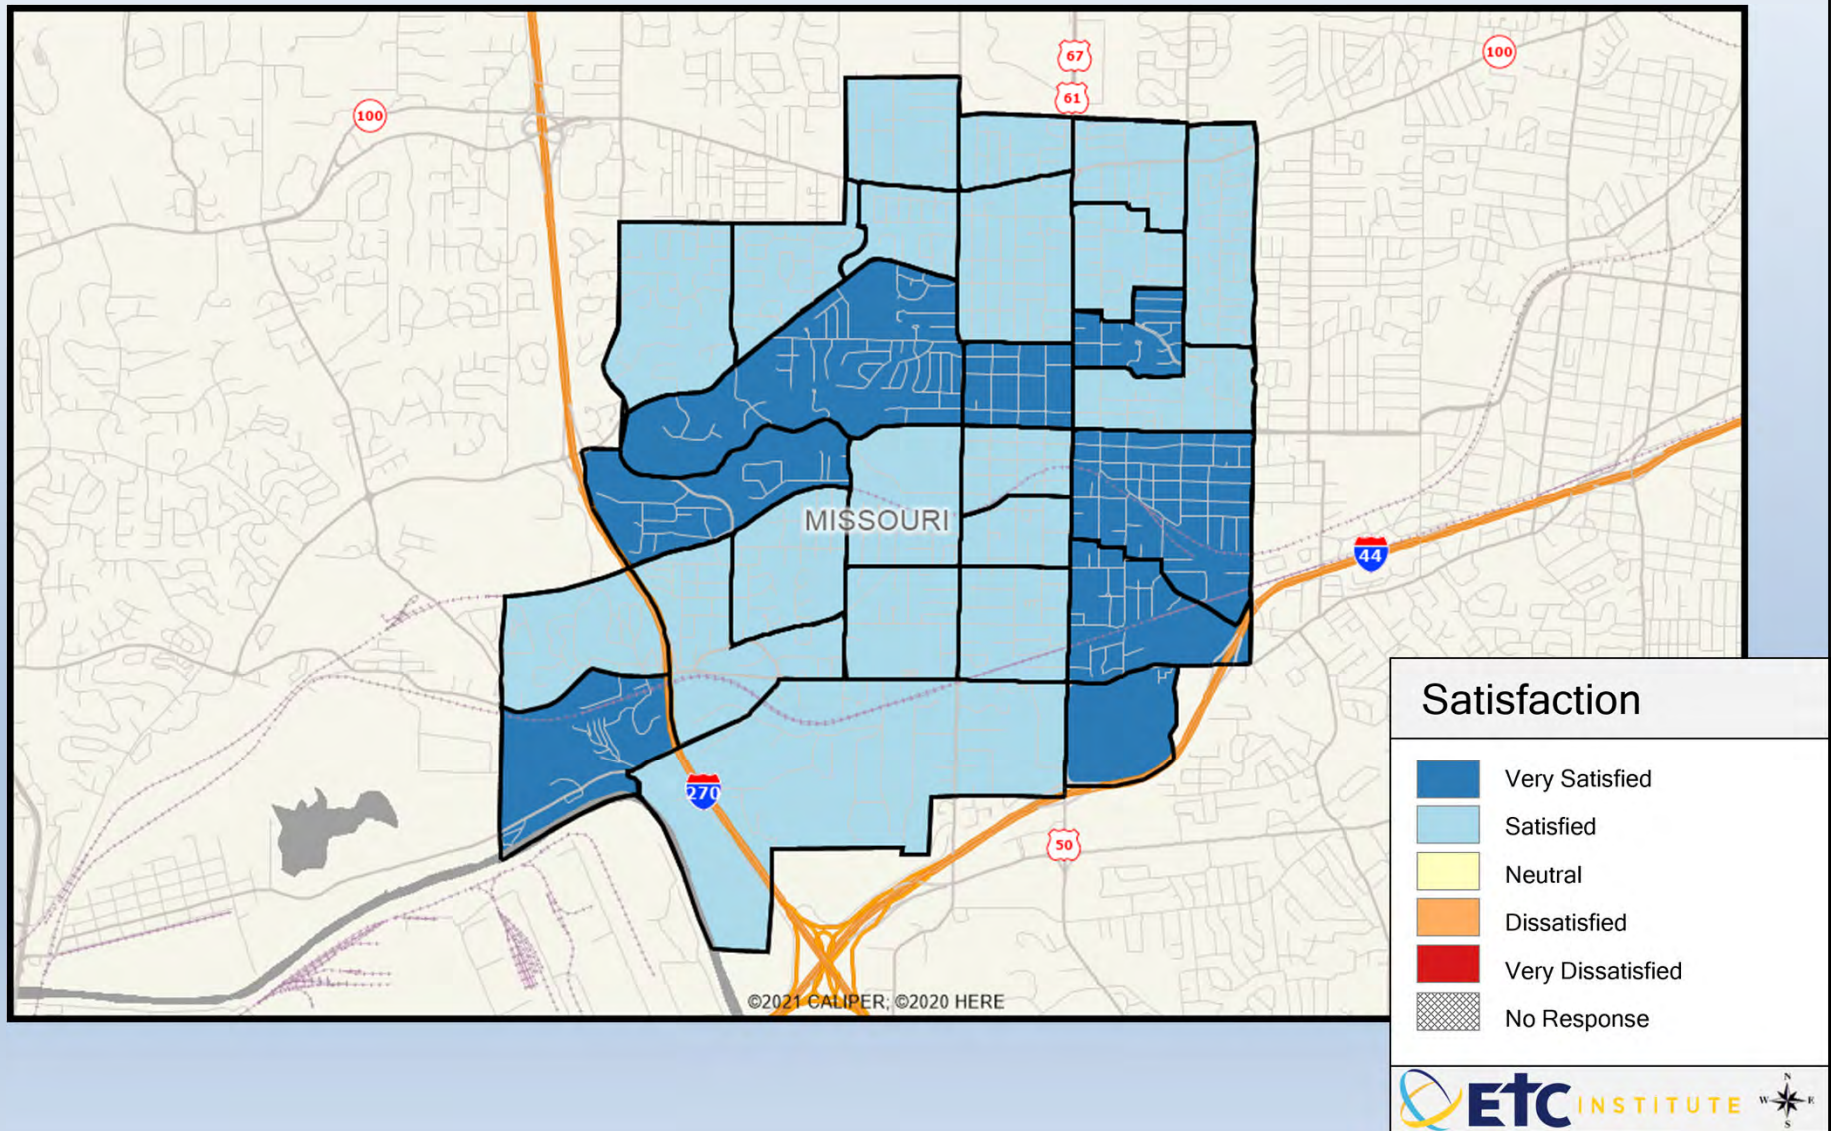 67
100
61
100
MISSOURI
44
Satisfaction
Very Satisfied
270
Satisfied
50
Neutral
Dissatisfied
Very Dissatisfied
©2021 CALIPER; ©2020 HERE
No Response
ETC INSTITUTE
N
W E
S